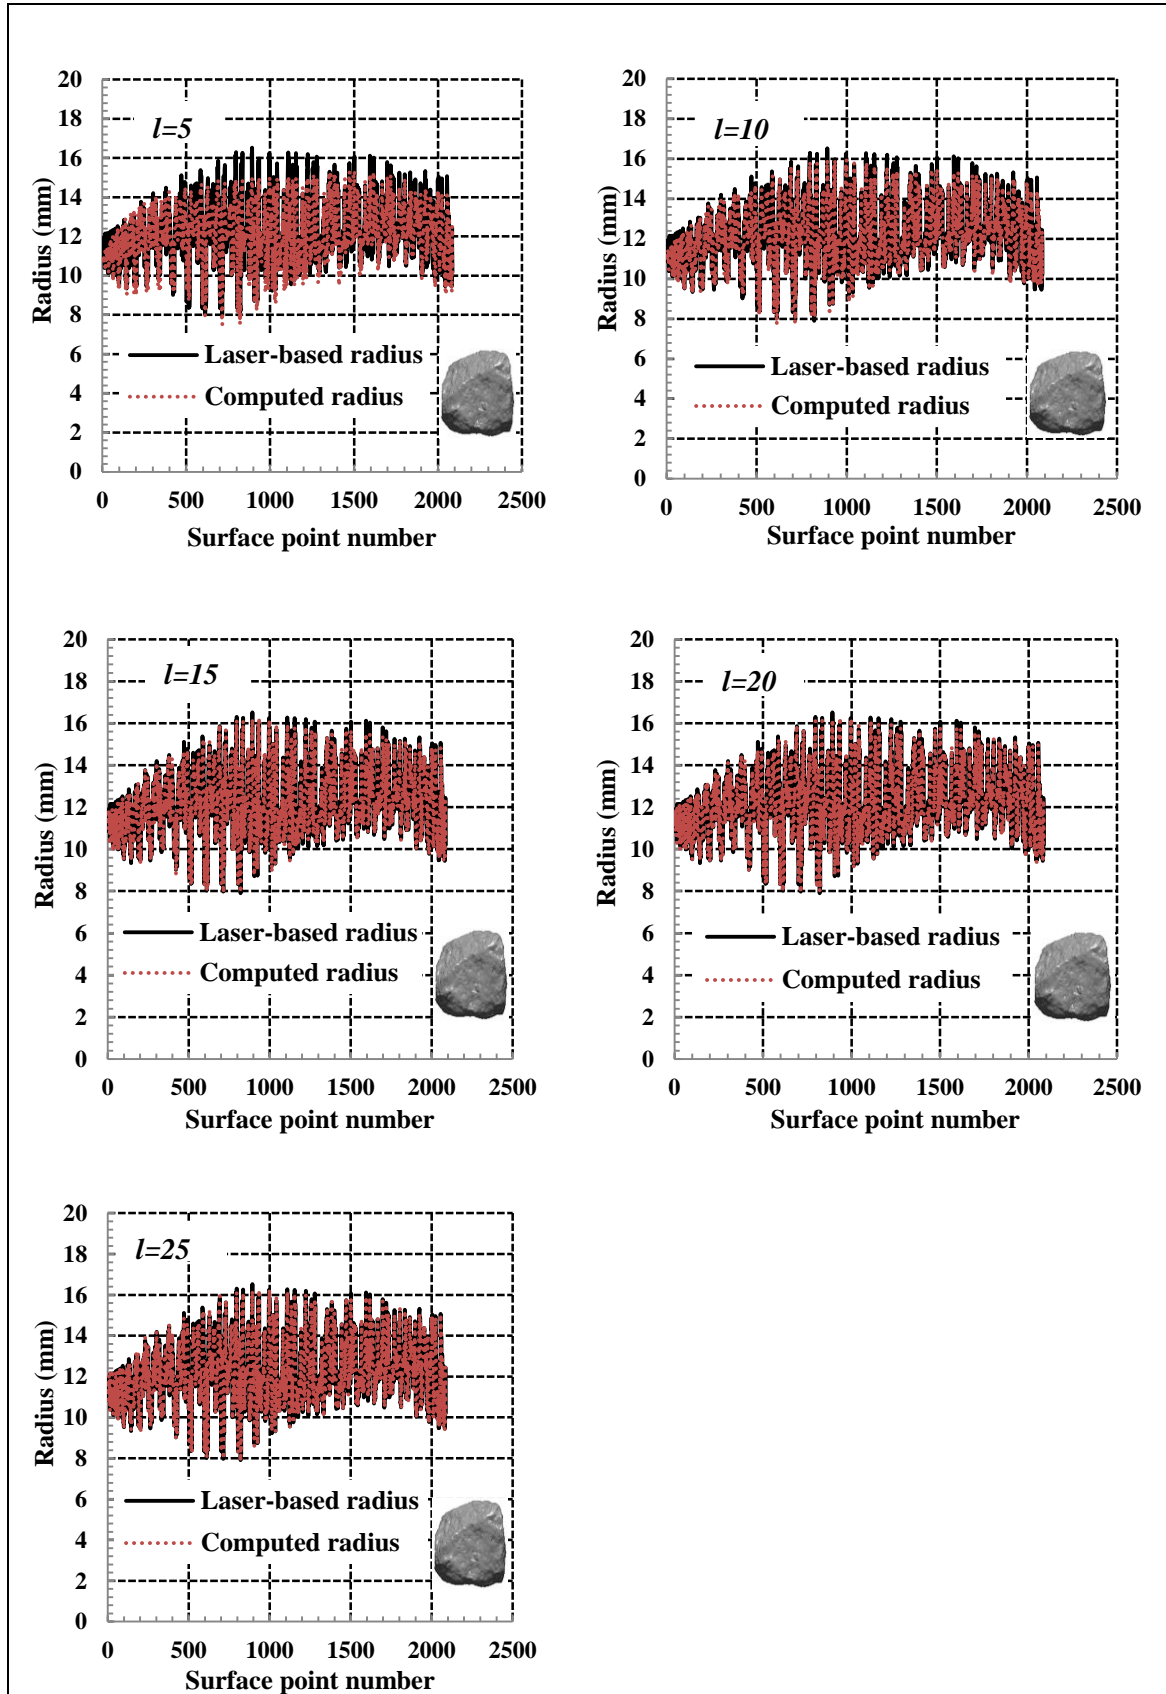 l=5
20
18
16
14
12
10
8
6
4
2
0
Radius (mm)
Laser-based radius
Computed radius
0 500 1000 1500 2000 2500
Surface point number
l=10
20
18
16
14
12
10
8
6
4
2
0
Radius (mm)
Laser-based radius
Computed radius
0 500 1000 1500 2000 2500
Surface point number
l=15
20
18
16
14
12
10
8
6
4
2
0
Radius (mm)
Laser-based radius
Computed radius
0 500 1000 1500 2000 2500
Surface point number
l=20
20
18
16
14
12
10
8
6
4
2
0
Radius (mm)
Laser-based radius
Computed radius
0 500 1000 1500 2000 2500
Surface point number
l=25
20
18
16
14
12
10
8
6
4
2
0
Radius (mm)
Laser-based radius
Computed radius
0 500 1000 1500 2000 2500
Surface point number